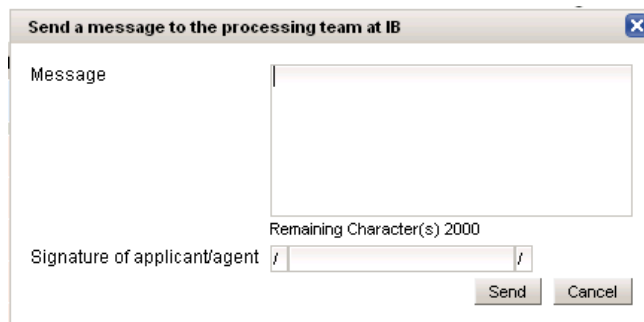 Send a message to the processing team at IB
Message
Remaining Character(s) 2000
Signature of applicant/agent / /
Send Cancel